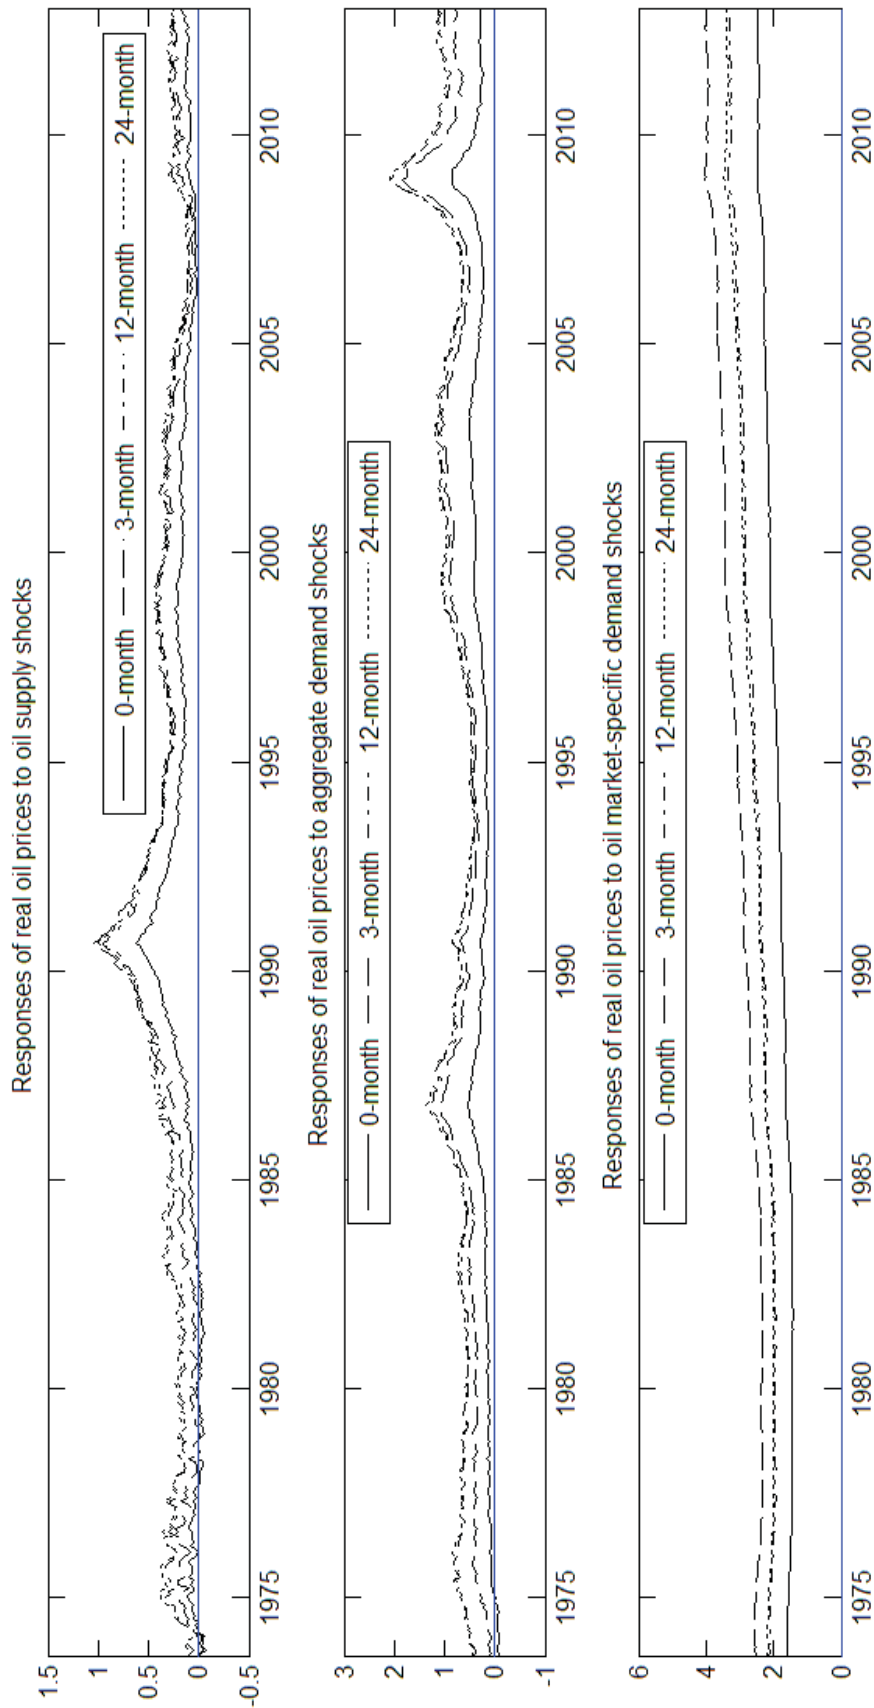 Responses of real oil prices to oil supply shocks
1.5
1
0.5
0
-0.5
0-month 3-month 12-month 24-month
1975 1980 1985 1990 1995 2000 2005 2010
Responses of real oil prices to aggregate demand shocks
3
2
1
0
-1
0-month 3-month 12-month 24-month
1975 1980 1985 1990 1995 2000 2005 2010
Responses of real oil prices to oil market-specific demand shocks
6
4
2
0
0-month 3-month 12-month 24-month
1975 1980 1985 1990 1995 2000 2005 2010